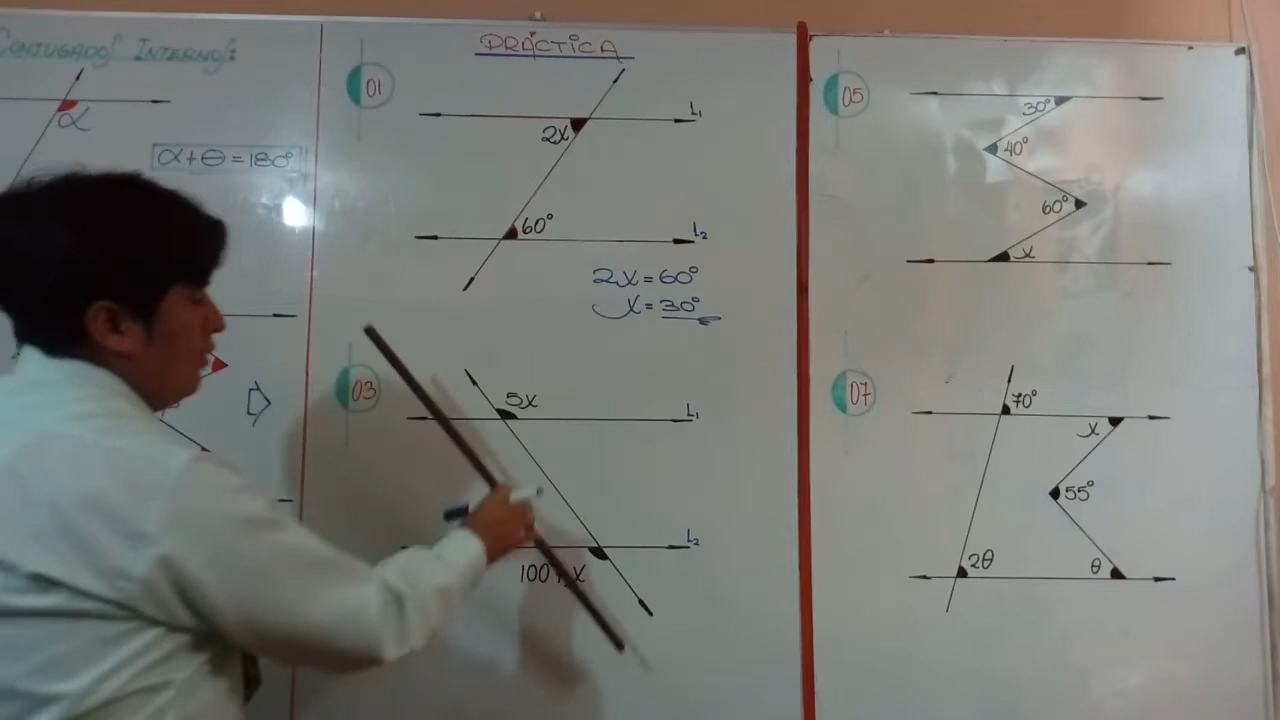 CONJUGADOS INTERNOS:
α
α+θ=180°
PRÁCTICA
01
L₁
2x
60°
L₂
2x=60°
x=30°
03
5x
L₁
L₂
100+x
05
30°
40°
60°
x
07
70°
x
55°
2θ
θ